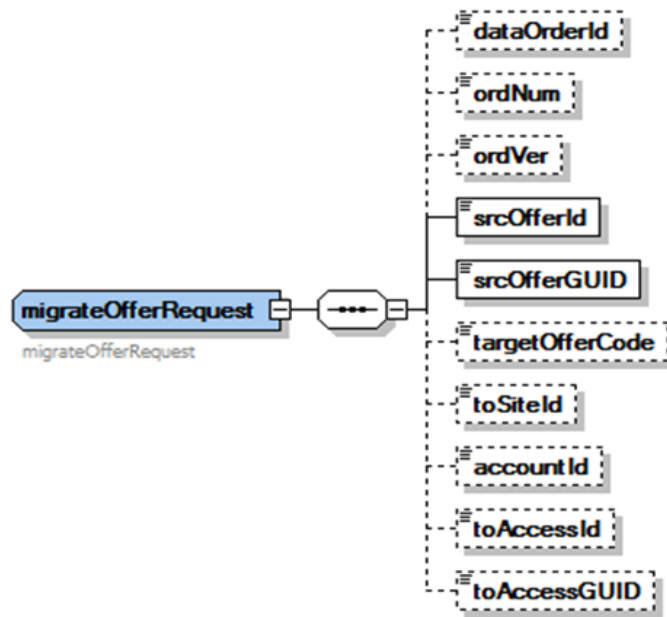 dataOrderId
ordNum
ordVer
srcOfferId
srcOfferGUID
migrateOfferRequest
migrateOfferRequest
targetOfferCode
toSiteId
accountId
toAccessId
toAccessGUID